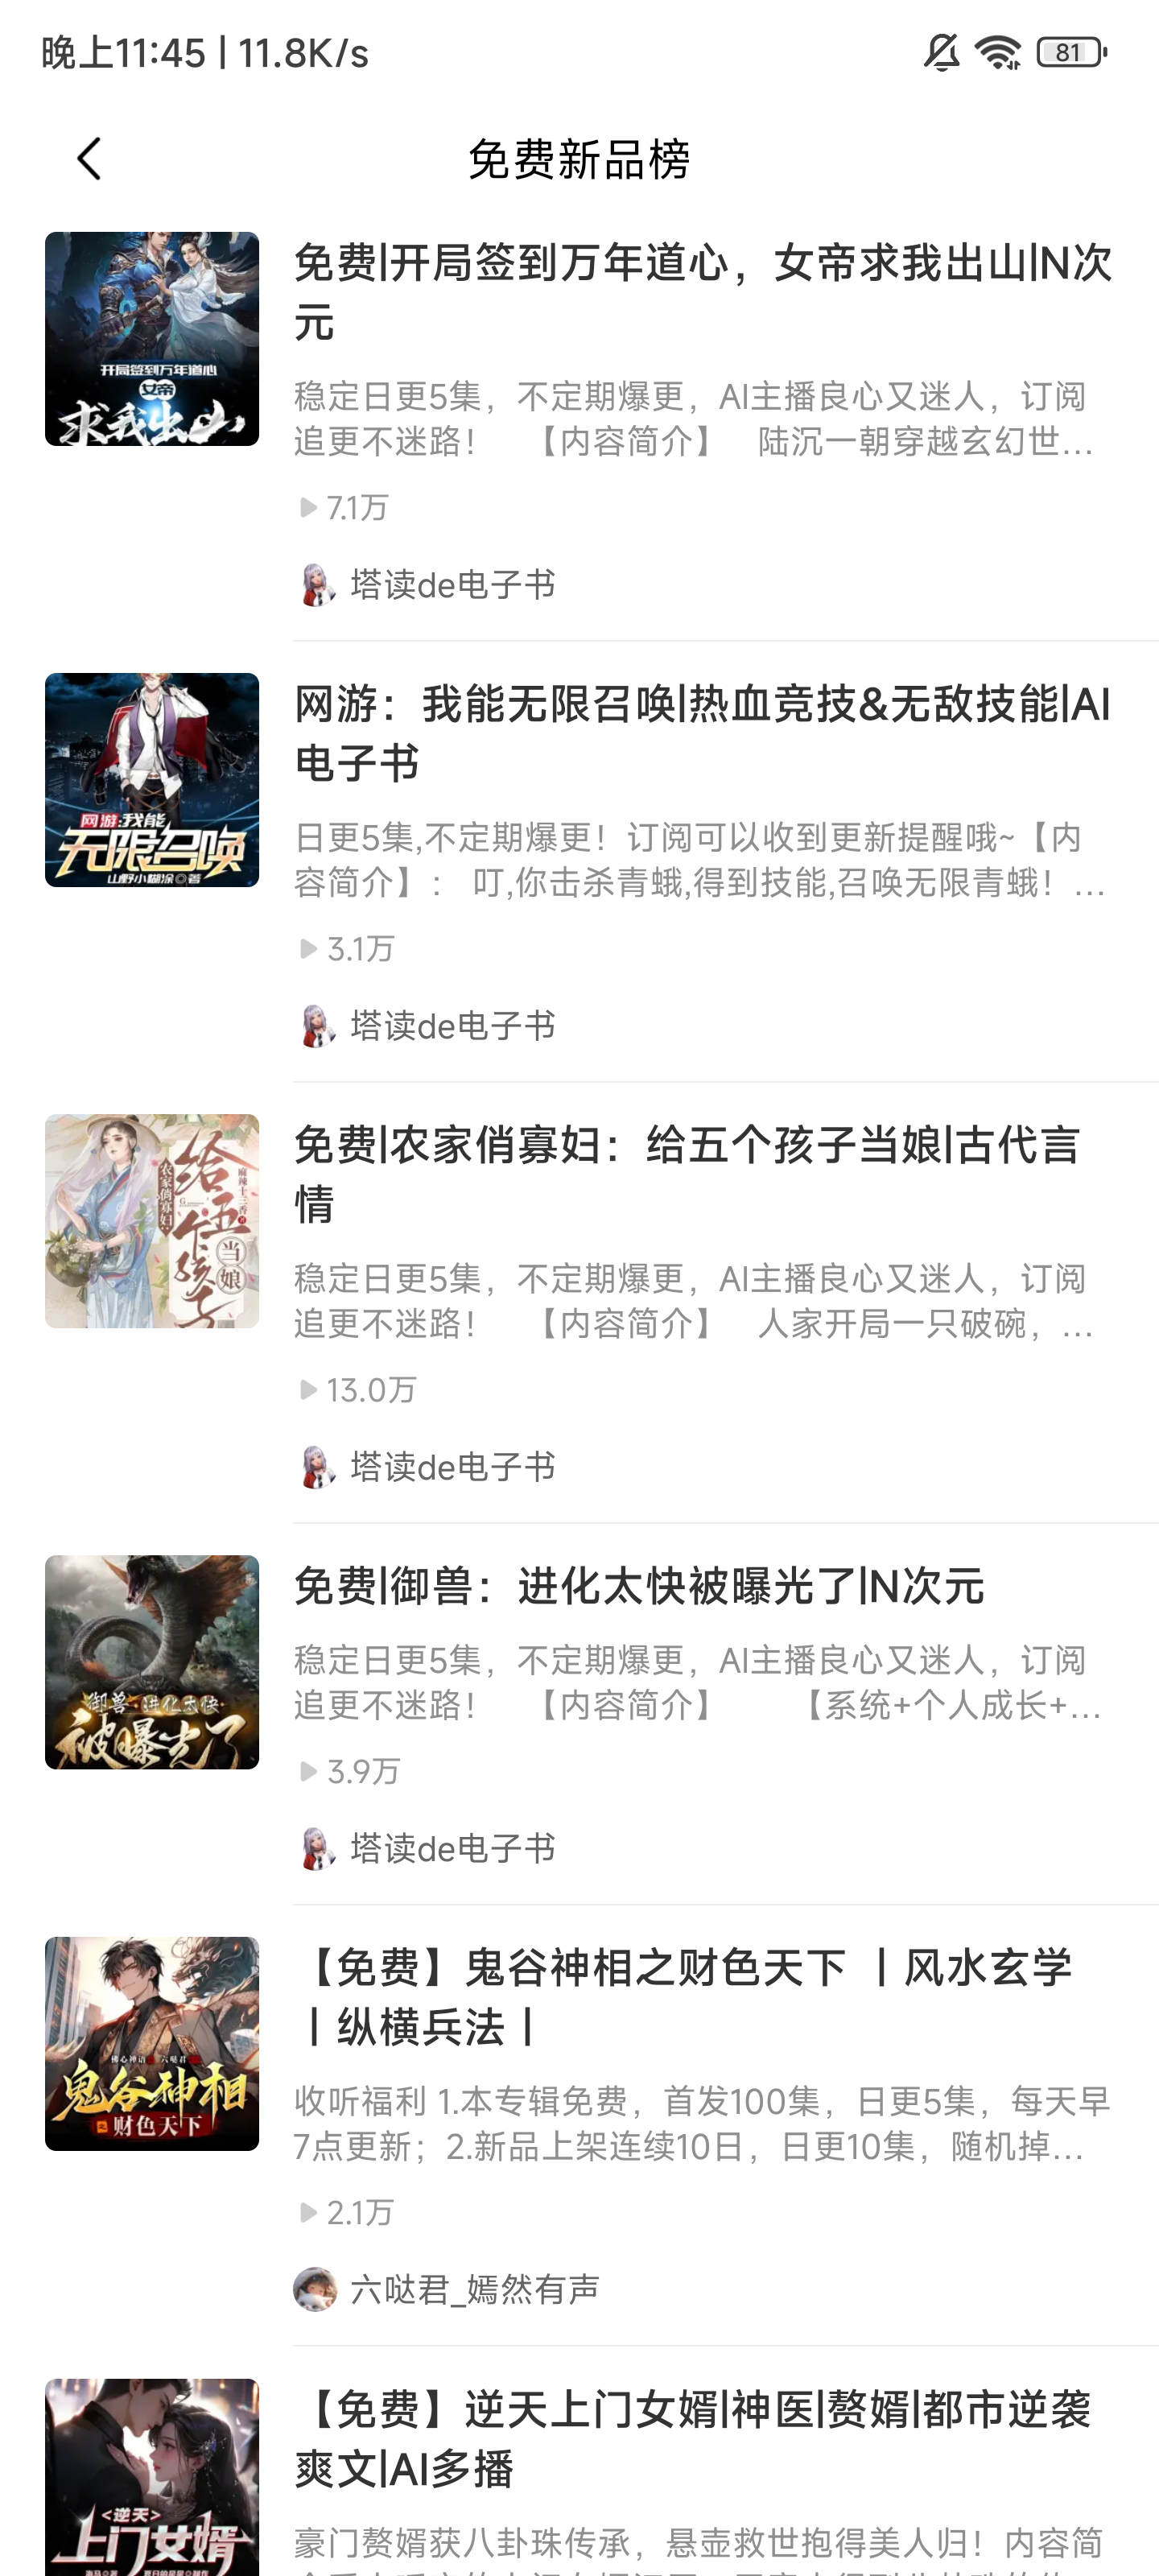 晚上11:45 | 11.8K/s
81
免费新品榜
开局签到万年道心
女帝
求我出山
免费|开局签到万年道心，女帝求我出山|N次
元
稳定日更5集，不定期爆更，AI主播良心又迷人，订阅
追更不迷路！ 【内容简介】 陆沉一朝穿越玄幻世...
7.1万
塔读de电子书
网游:我能
无限召唤
山野小糊涂◎著
网游：我能无限召唤|热血竞技&无敌技能|AI
电子书
日更5集,不定期爆更！订阅可以收到更新提醒哦~【内
容简介】： 叮,你击杀青蛾,得到技能,召唤无限青蛾！...
3.1万
塔读de电子书
农家俏寡妇:
给五个孩子
当娘
麻辣十三香
免费|农家俏寡妇：给五个孩子当娘|古代言
情
稳定日更5集，不定期爆更，AI主播良心又迷人，订阅
追更不迷路！ 【内容简介】 人家开局一只破碗，...
13.0万
塔读de电子书
御兽·进化太快·
被曝光了
免费|御兽：进化太快被曝光了|N次元
稳定日更5集，不定期爆更，AI主播良心又迷人，订阅
追更不迷路！ 【内容简介】 【系统+个人成长+...
3.9万
塔读de电子书
佛心禅语 六哒君
鬼谷神相
财色天下
【免费】鬼谷神相之财色天下 丨风水玄学
丨纵横兵法丨
收听福利 1.本专辑免费，首发100集，日更5集，每天早
7点更新；2.新品上架连续10日，日更10集，随机掉...
2.1万
六哒君_嫣然有声
<逆天>
上门女婿
【免费】逆天上门女婿|神医|赘婿|都市逆袭
爽文|AI多播
豪门赘婿获八卦珠传承，悬壶救世抱得美人归！内容简